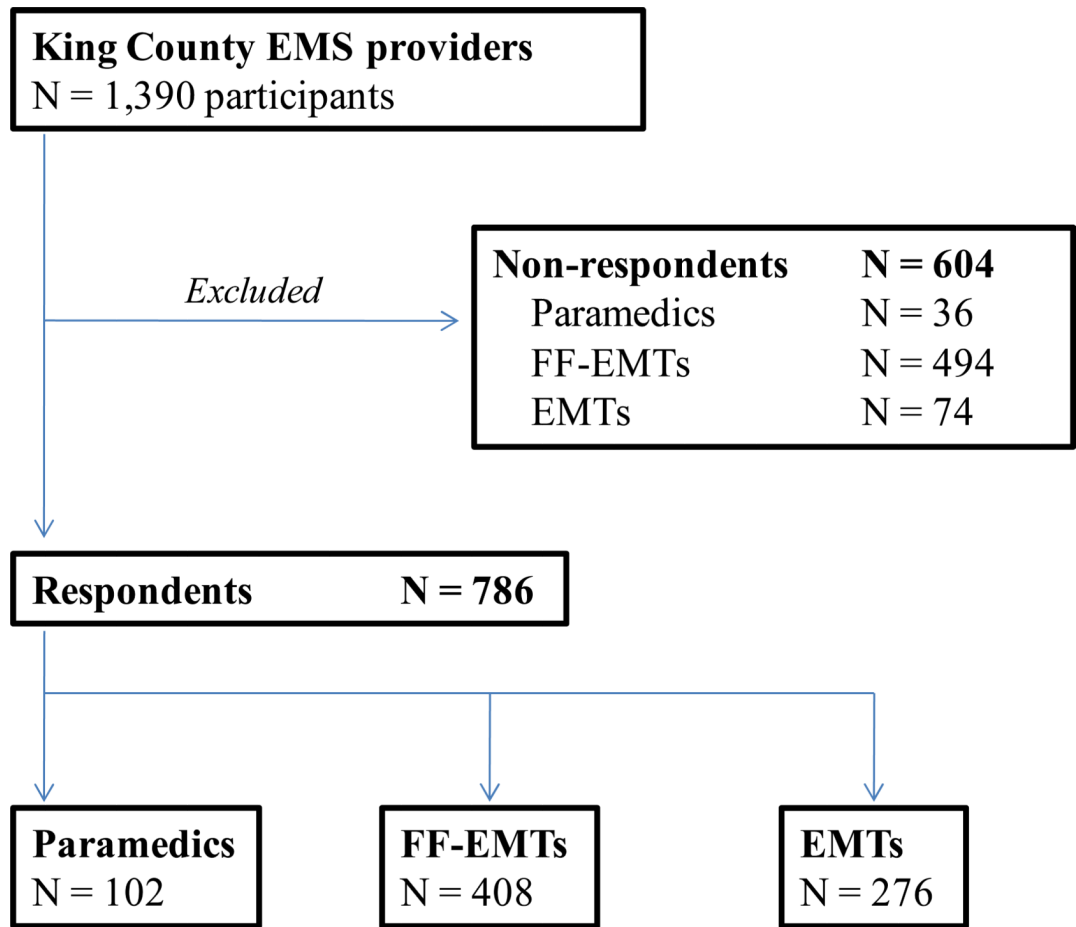 King County EMS providers
N = 1,390 participants
Excluded
Non-respondents N = 604
Paramedics N = 36
FF-EMTs N = 494
EMTs N = 74
Respondents N = 786
Paramedics
N = 102
FF-EMTs
N = 408
EMTs
N = 276